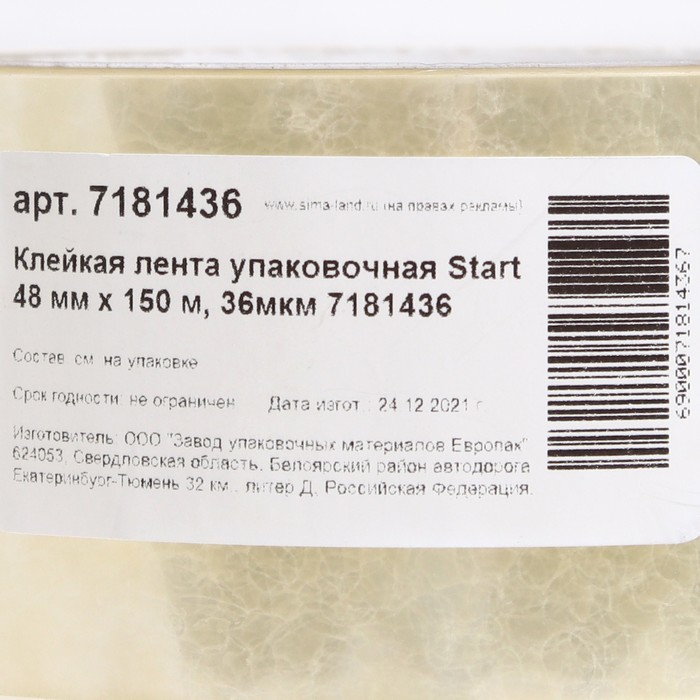 арт. 7181436 www.sima-land.ru (на правах рекламы)
Клейкая лента упаковочная Start
48 мм х 150 м, 36мкм 7181436
Состав: см. на упаковке
Срок годности: не ограничен Дата изгот.: 24.12.2021 г.
Изготовитель: ООО "Завод упаковочных материалов Европак"
624053, Свердловская область, Белоярский район автодорога
Екатеринбург-Тюмень 32 км., литер Д, Российская Федерация.
6900071814367